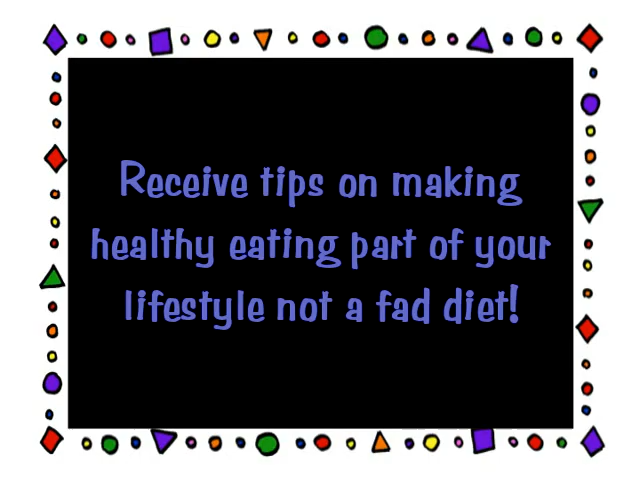 Receive tips on making
healthy eating part of your
lifestyle not a fad diet!